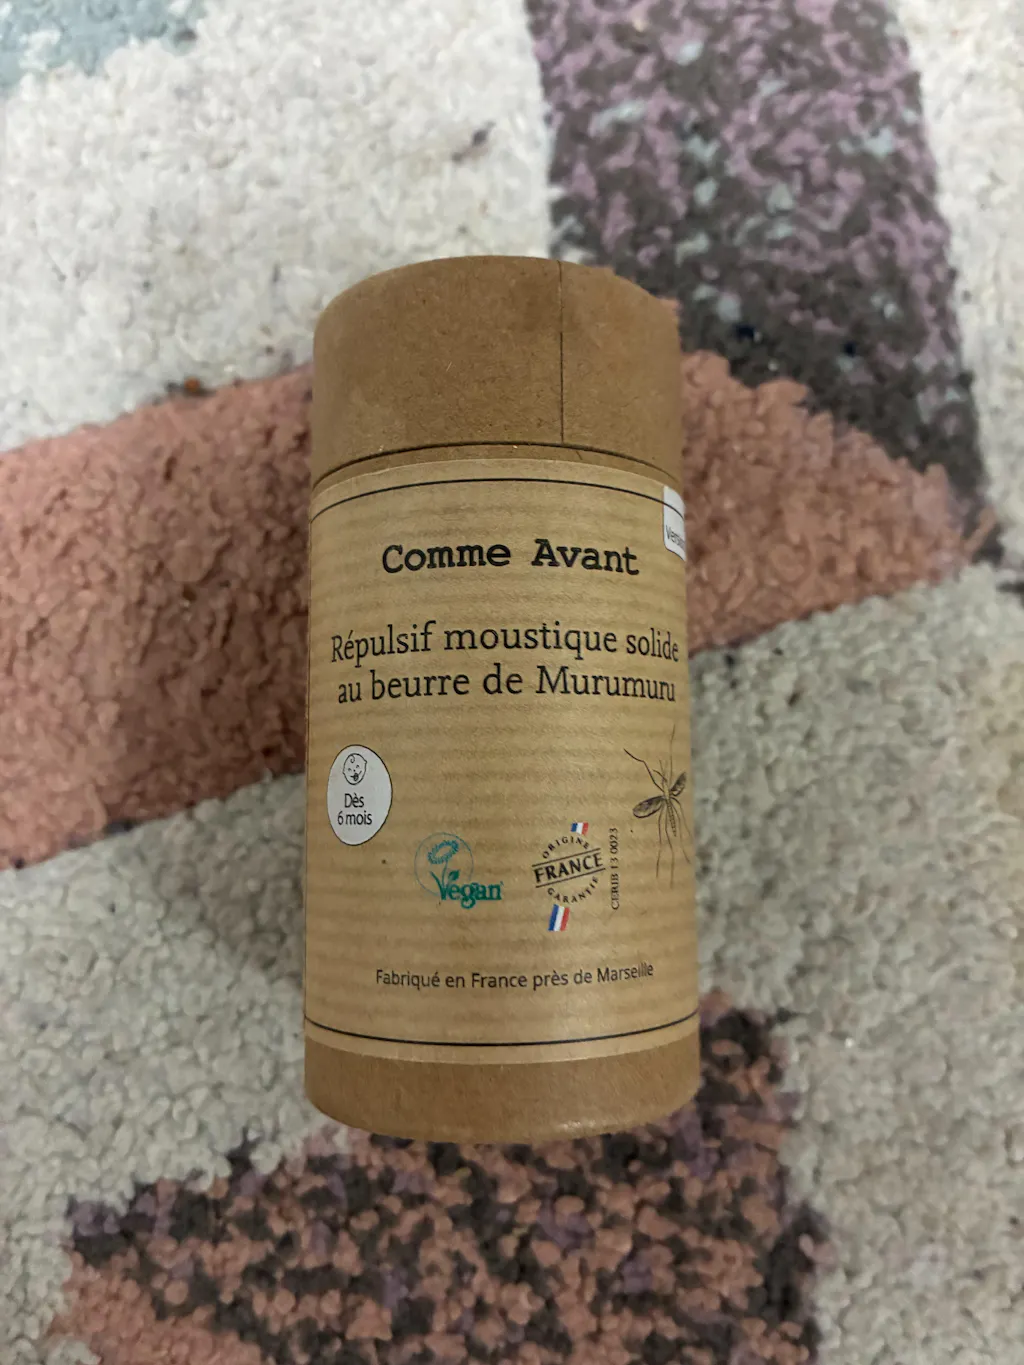 Comme Avant
Répulsif moustique solide
au beurre de Murumuru
Dès
6 mois
Vegan
ORIGINE
FRANCE
GARANTIE
CERIB 13 0023
Fabriqué en France près de Marseille